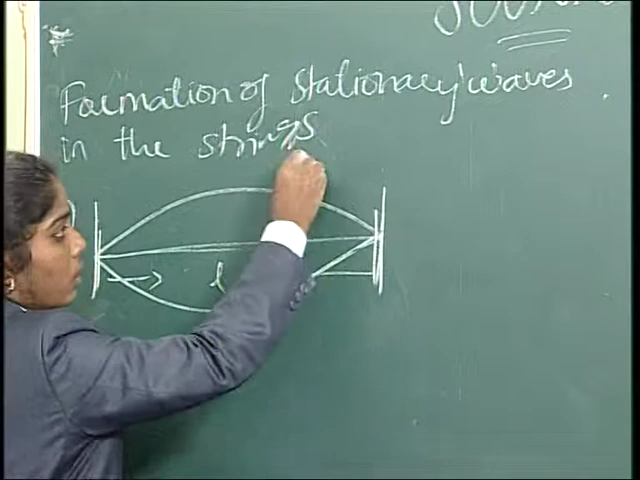 Formation of stationary waves
in the strings
l